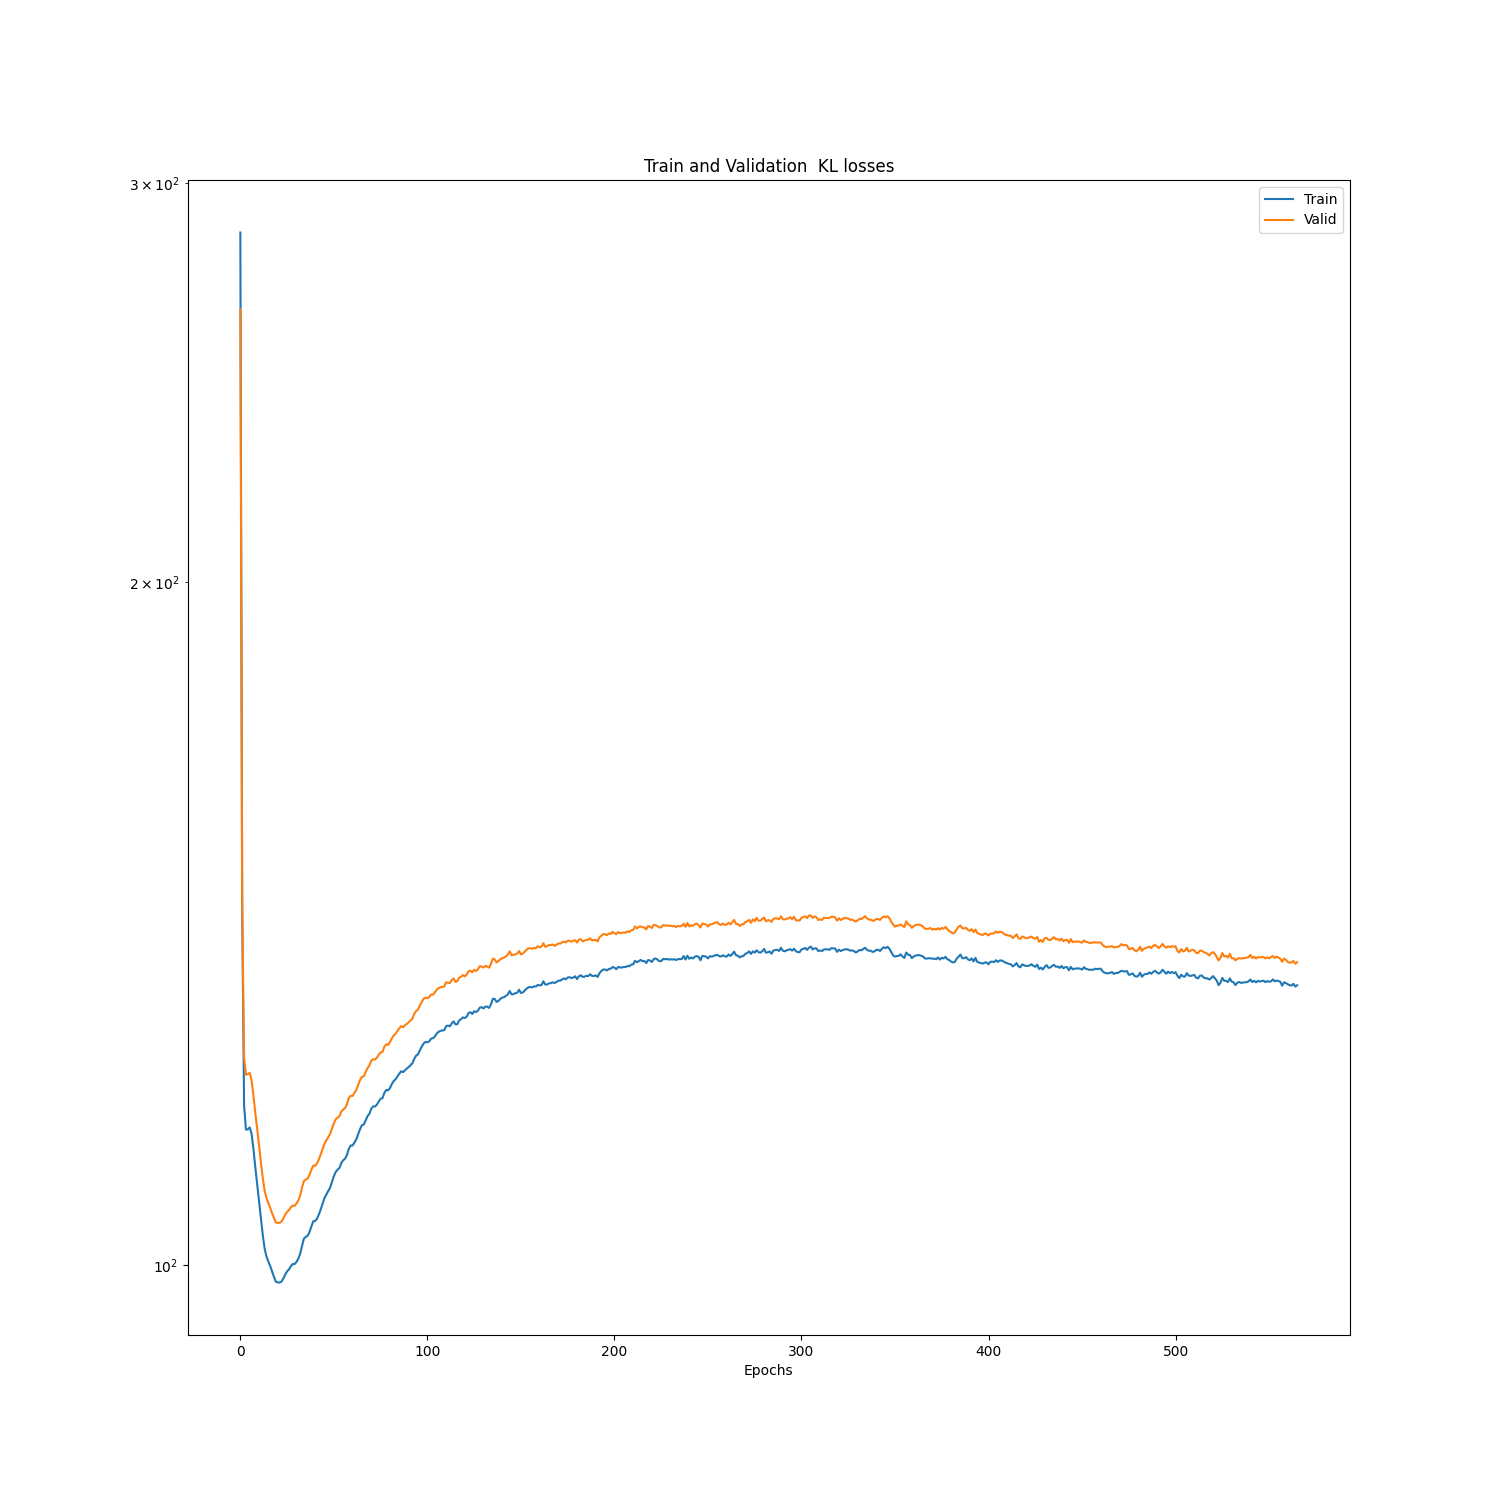 Train and Validation  KL losses
3 × 10²
Train
Valid
2 × 10²
10²
0 100 200 300 400 500
Epochs